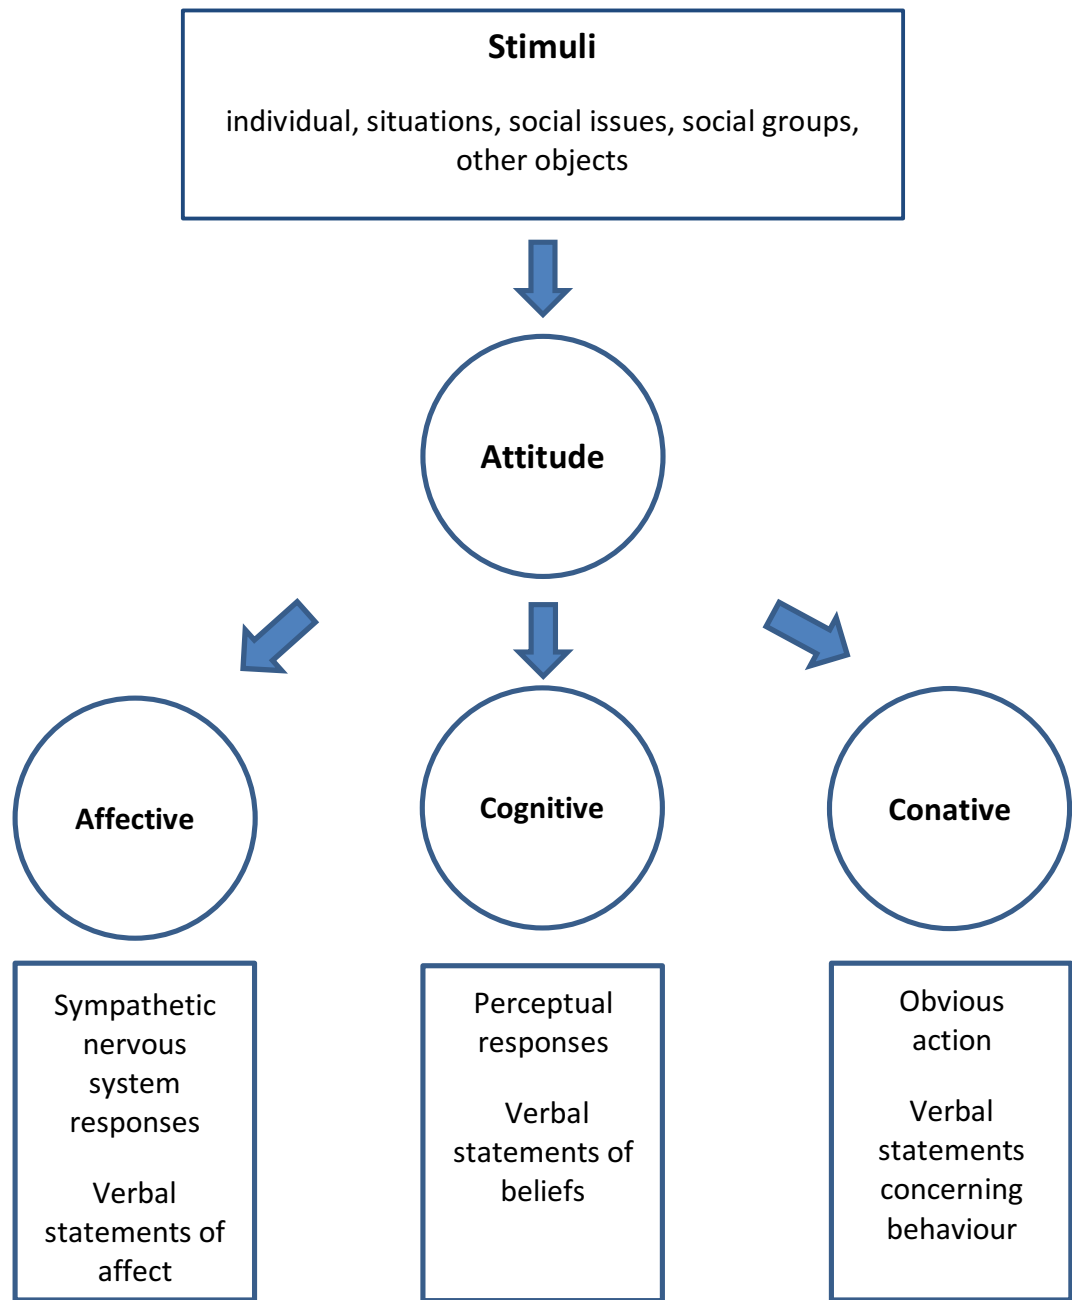 Stimuli
individual, situations, social issues, social groups,
other objects
Attitude
Affective
Cognitive
Conative
Sympathetic
nervous
system
responses
Verbal
statements of
affect
Perceptual
responses
Verbal
statements of
beliefs
Obvious
action
Verbal
statements
concerning
behaviour